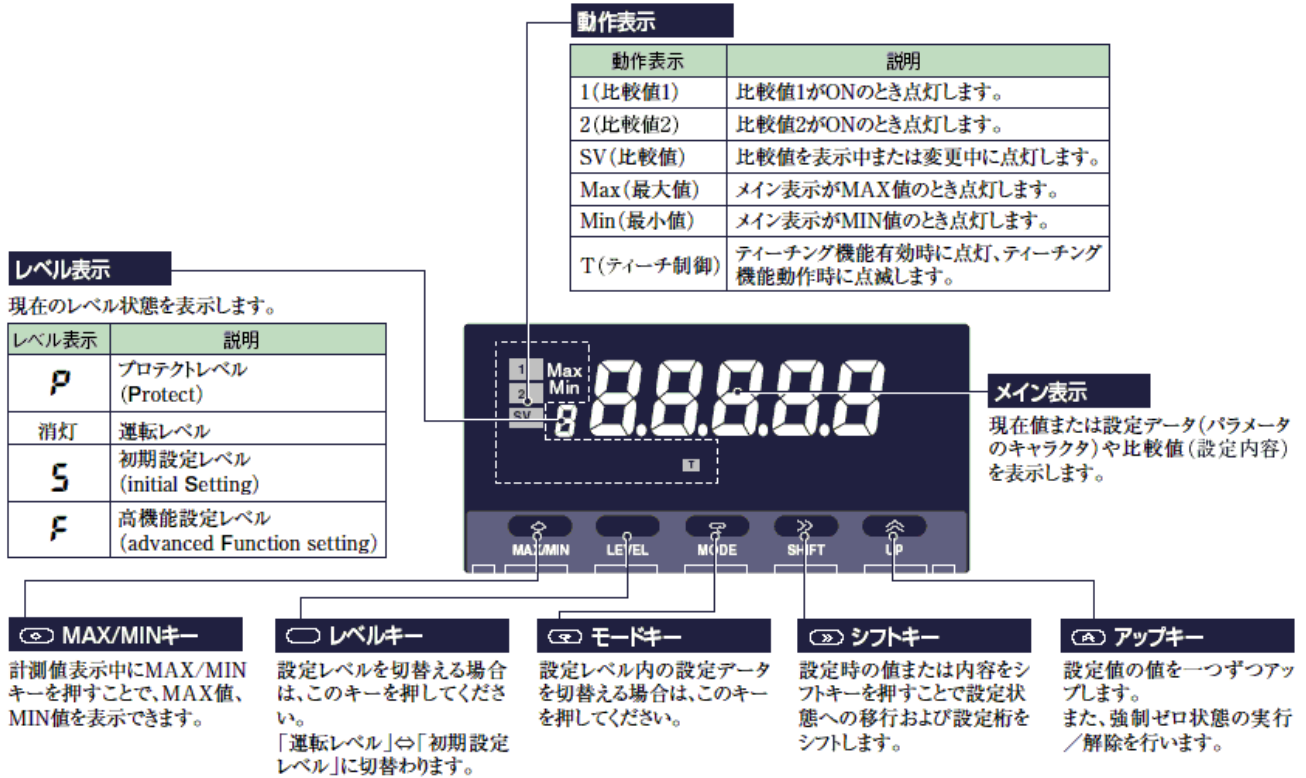 動作表示
動作表示 説明
1(比較値1) 比較値1がONのとき点灯します。
2(比較値2) 比較値2がONのとき点灯します。
SV(比較値) 比較値を表示中または変更中に点灯します。
Max(最大値) メイン表示がMAX値のとき点灯します。
Min(最小値) メイン表示がMIN値のとき点灯します。
T(ティーチ制御) ティーチング機能有効時に点灯、ティーチング
機能動作時に点滅します。
レベル表示
現在のレベル状態を表示します。
レベル表示 説明
P プロテクトレベル
(Protect)
消灯 運転レベル
S 初期設定レベル
(initial Setting)
F 高機能設定レベル
(advanced Function setting)
1 Max
2 Min
SV 8 8.8.8.8.8
T
MAX/MIN LEVEL MODE SHIFT UP
メイン表示
現在値または設定データ(パラメータ
のキャラクタ)や比較値(設定内容)
を表示します。
MAX/MINキー
計測値表示中にMAX/MIN
キーを押すことで、MAX値、
MIN値を表示できます。
レベルキー
設定レベルを切替える場合
は、このキーを押してくださ
い。
「運転レベル」⇔「初期設定
レベル」に切替わります。
モードキー
設定レベル内の設定データ
を切替える場合は、このキー
を押してください。
シフトキー
設定時の値または内容をシ
フトキーを押すことで設定状
態への移行および設定桁を
シフトします。
アップキー
設定値の値を一つずつアッ
プします。
また、強制ゼロ状態の実行
/解除を行います。